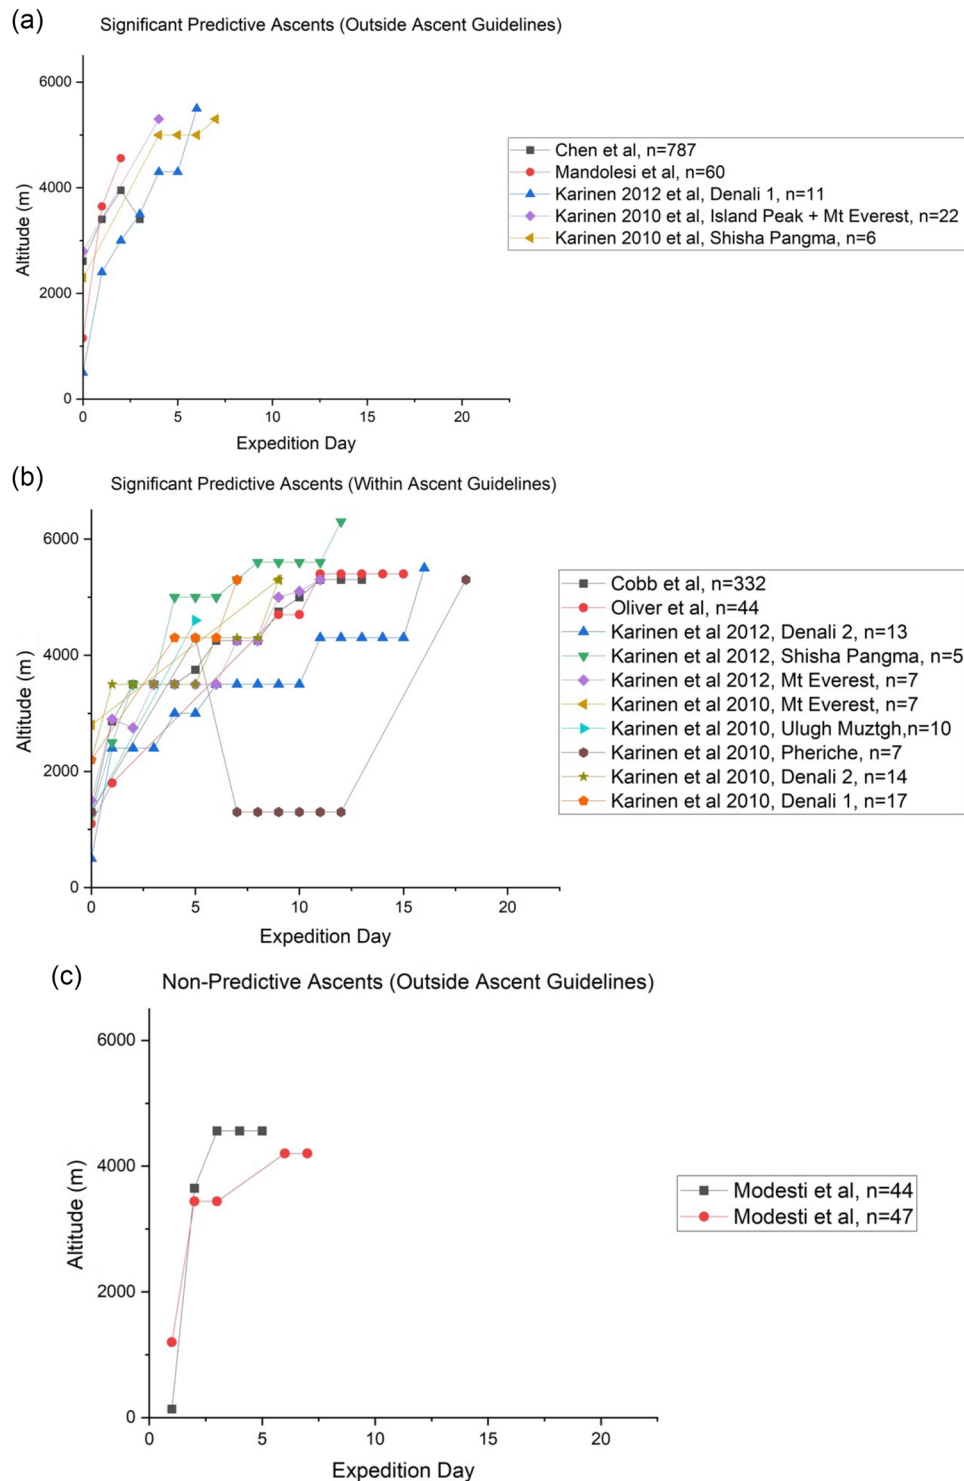 (a)
Significant Predictive Ascents (Outside Ascent Guidelines)
6000
4000
2000
0
Altitude (m)
0 5 10 15 20
Expedition Day
Chen et al, n=787
Mandolesi et al, n=60
Karinen 2012 et al, Denali 1, n=11
Karinen 2010 et al, Island Peak + Mt Everest, n=22
Karinen 2010 et al, Shisha Pangma, n=6
(b)
Significant Predictive Ascents (Within Ascent Guidelines)
6000
4000
2000
0
Altitude (m)
0 5 10 15 20
Expedition Day
Cobb et al, n=332
Oliver et al, n=44
Karinen et al 2012, Denali 2, n=13
Karinen et al 2012, Shisha Pangma, n=5
Karinen et al 2012, Mt Everest, n=7
Karinen et al 2010, Mt Everest, n=7
Karinen et al 2010, Ulugh Muztgh,n=10
Karinen et al 2010, Pheriche, n=7
Karinen et al 2010, Denali 2, n=14
Karinen et al 2010, Denali 1, n=17
(c)
Non-Predictive Ascents (Outside Ascent Guidelines)
6000
4000
2000
0
Altitude (m)
0 5 10 15 20
Expedition Day
Modesti et al, n=44
Modesti et al, n=47